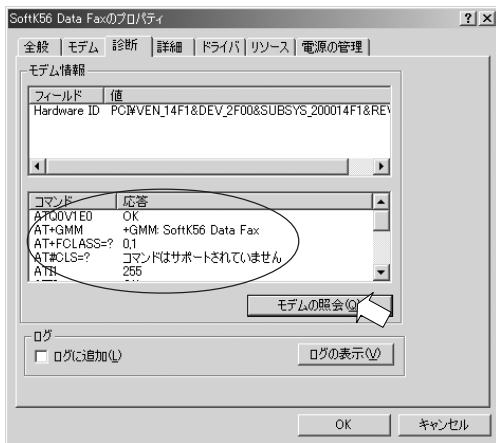 SoftK56 Data Faxのプロパティ
全般 モデム 診断 詳細 ドライバ リソース 電源の管理
モデム情報
フィールド 値
Hardware ID PCI¥VEN_14F1&DEV_2F00&SUBSYS_200014F1&REV
コマンド 応答
ATQ0V1E0 OK
AT+GMM +GMM: SoftK56 Data Fax
AT+FCLASS=? 0,1
AT#CLS=? コマンドはサポートされていません
ATI1 255
モデムの照会(Q)
ログ
ログに追加(L)
ログの表示(V)
OK キャンセル